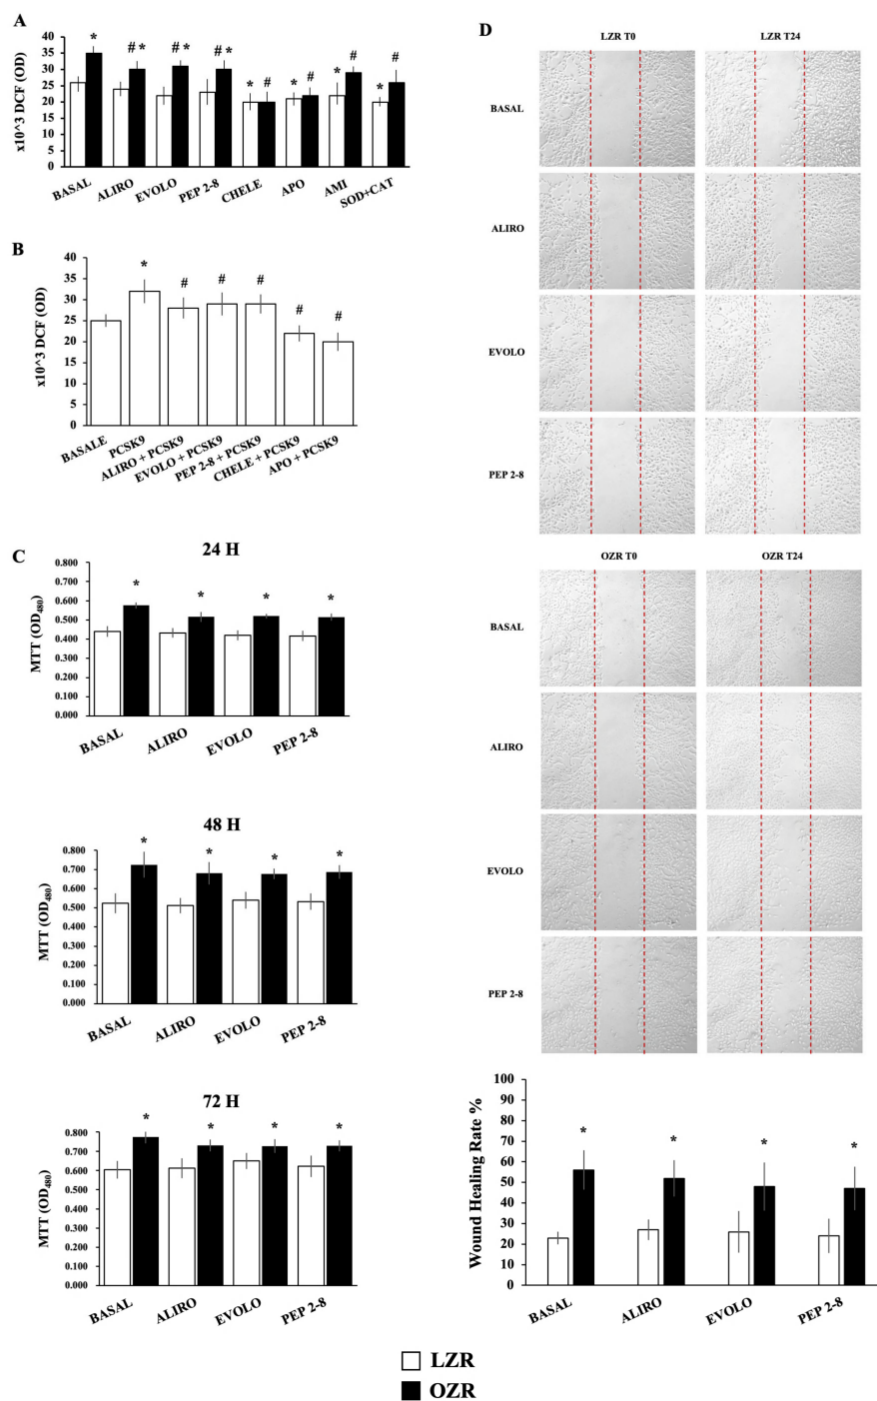 A
x10^3 DCF (OD)
40
35
30
25
20
15
10
5
0
* # * # * # * * # * # * # * #
BASAL
ALIRO
EVOLO
PEP 2-8
CHELE
APO
AMI
SOD+CAT
B
x10^3 DCF (OD)
40
35
30
25
20
15
10
5
0
* # # # # #
BASALE
PCSK9
ALIRO + PCSK9
EVOLO + PCSK9
PEP 2-8 + PCSK9
CHELE + PCSK9
APO + PCSK9
C
24 H
MTT (OD480)
0.800
0.700
0.600
0.500
0.400
0.300
0.200
0.100
0.000
* * * *
BASAL
ALIRO
EVOLO
PEP 2-8
48 H
MTT (OD480)
0.800
0.700
0.600
0.500
0.400
0.300
0.200
0.100
0.000
* * * *
BASAL
ALIRO
EVOLO
PEP 2-8
72 H
MTT (OD480)
0.800
0.700
0.600
0.500
0.400
0.300
0.200
0.100
0.000
* * * *
BASAL
ALIRO
EVOLO
PEP 2-8
D
LZR T0 LZR T24
BASAL
ALIRO
EVOLO
PEP 2-8
OZR T0 OZR T24
BASAL
ALIRO
EVOLO
PEP 2-8
Wound Healing Rate %
100
90
80
70
60
50
40
30
20
10
0
* * * *
BASAL
ALIRO
EVOLO
PEP 2-8
LZR
OZR